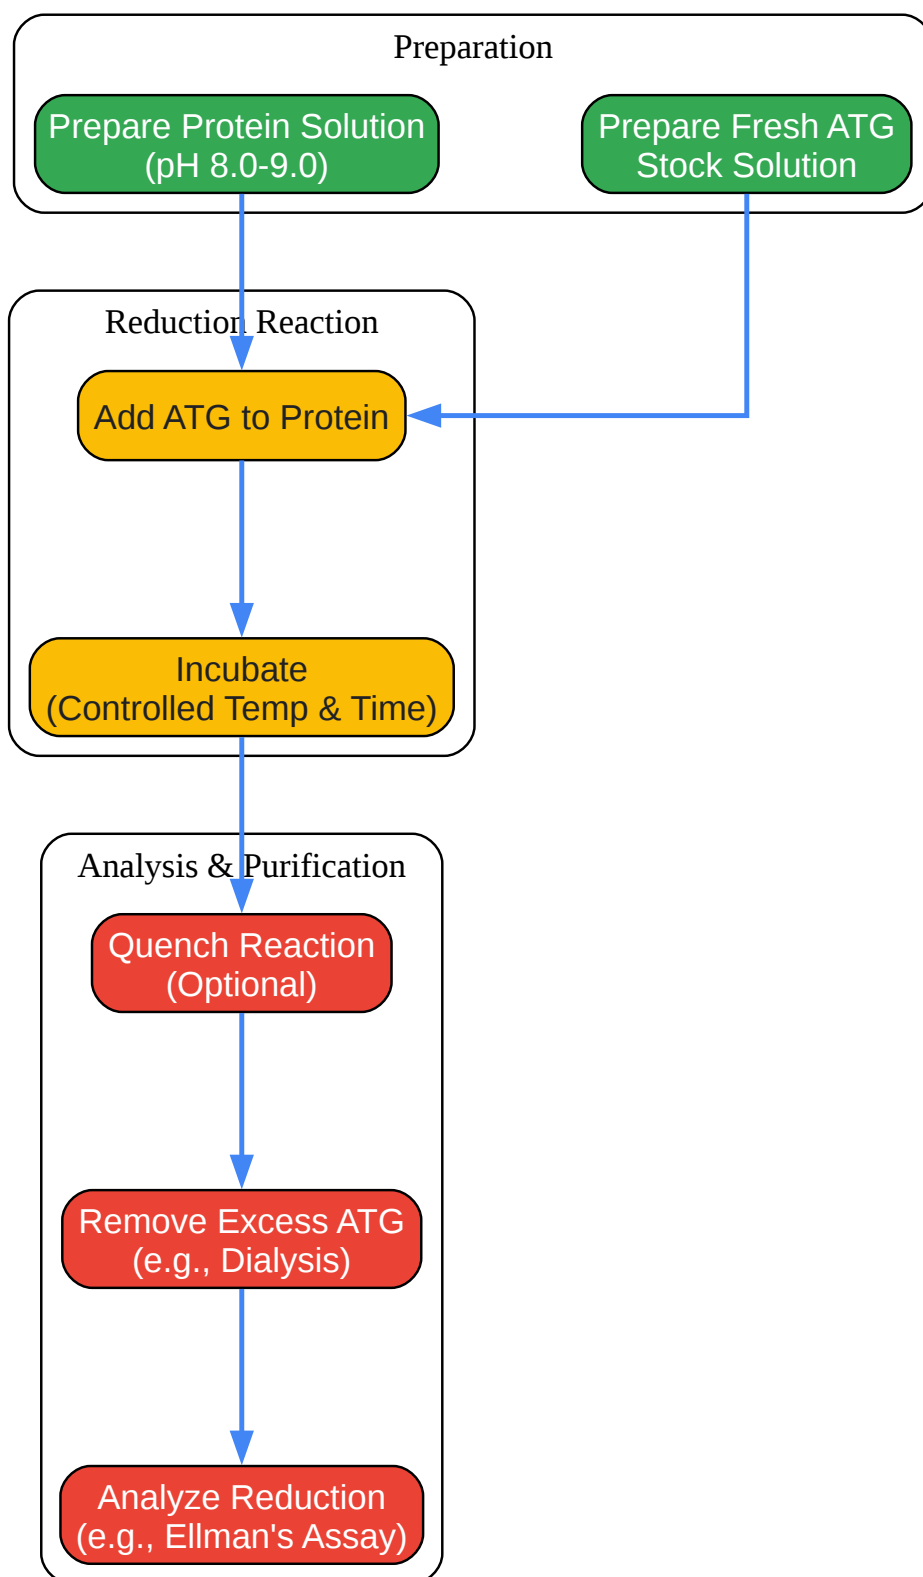 Preparation
Prepare Protein Solution
(pH 8.0-9.0)
Prepare Fresh ATG
Stock Solution
Reduction Reaction
Add ATG to Protein
Incubate
(Controlled Temp & Time)
Analysis & Purification
Quench Reaction
(Optional)
Remove Excess ATG
(e.g., Dialysis)
Analyze Reduction
(e.g., Ellman's Assay)